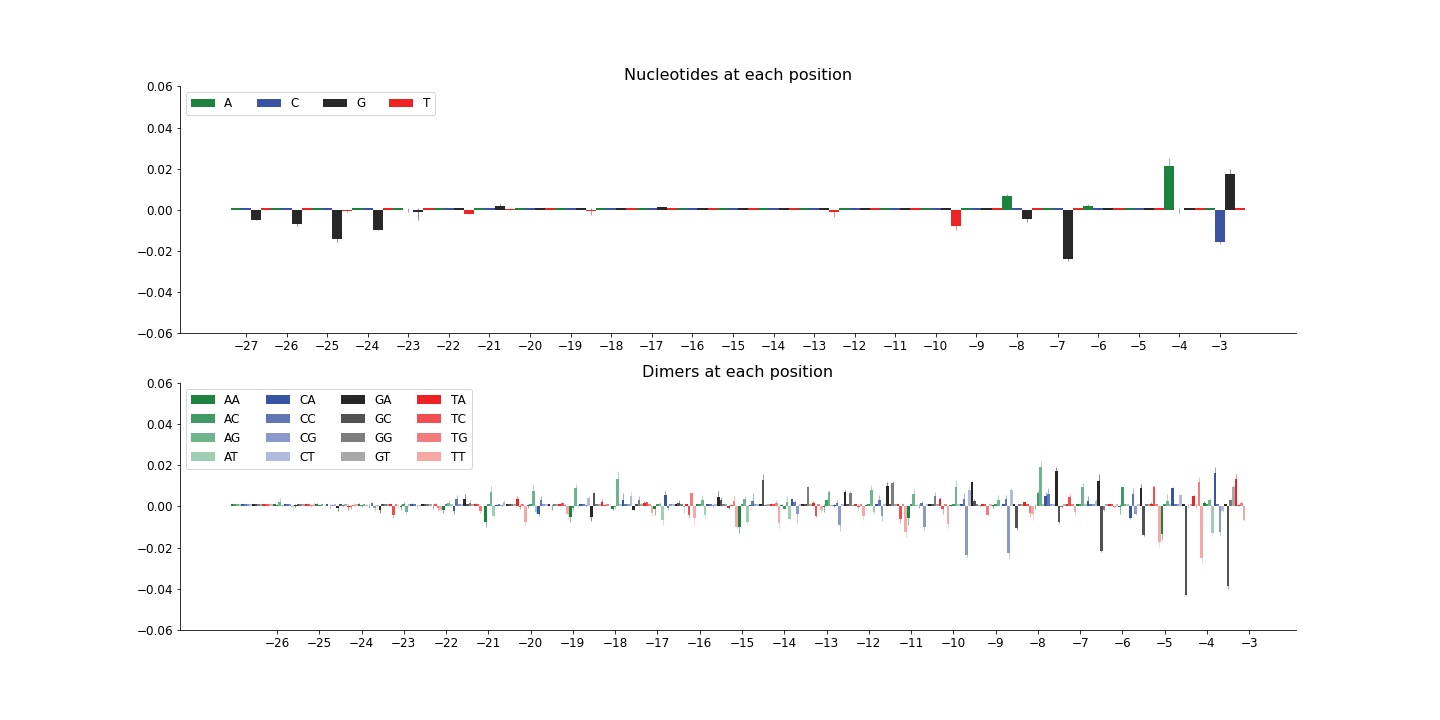 Nucleotides at each position
0.06
0.04
0.02
0.00
−0.02
−0.04
−0.06
A C G T
−27 −26 −25 −24 −23 −22 −21 −20 −19 −18 −17 −16 −15 −14 −13 −12 −11 −10 −9 −8 −7 −6 −5 −4 −3
Dimers at each position
0.06
0.04
0.02
0.00
−0.02
−0.04
−0.06
AA CA GA TA
AC CC GC TC
AG CG GG TG
AT CT GT TT
−26 −25 −24 −23 −22 −21 −20 −19 −18 −17 −16 −15 −14 −13 −12 −11 −10 −9 −8 −7 −6 −5 −4 −3